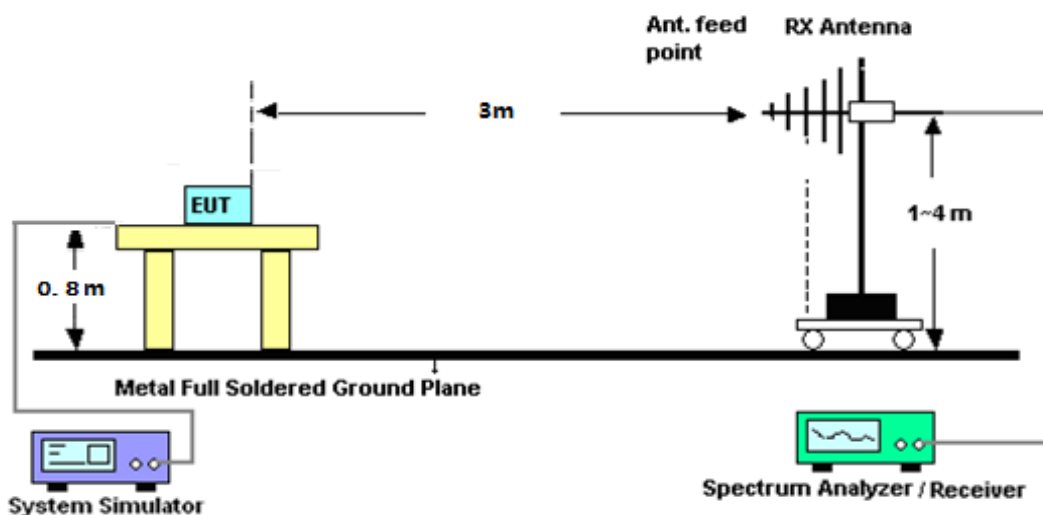 Ant. feed
point
RX Antenna
3m
EUT
1~4 m
0. 8 m
Metal Full Soldered Ground Plane
System Simulator
Spectrum Analyzer / Receiver